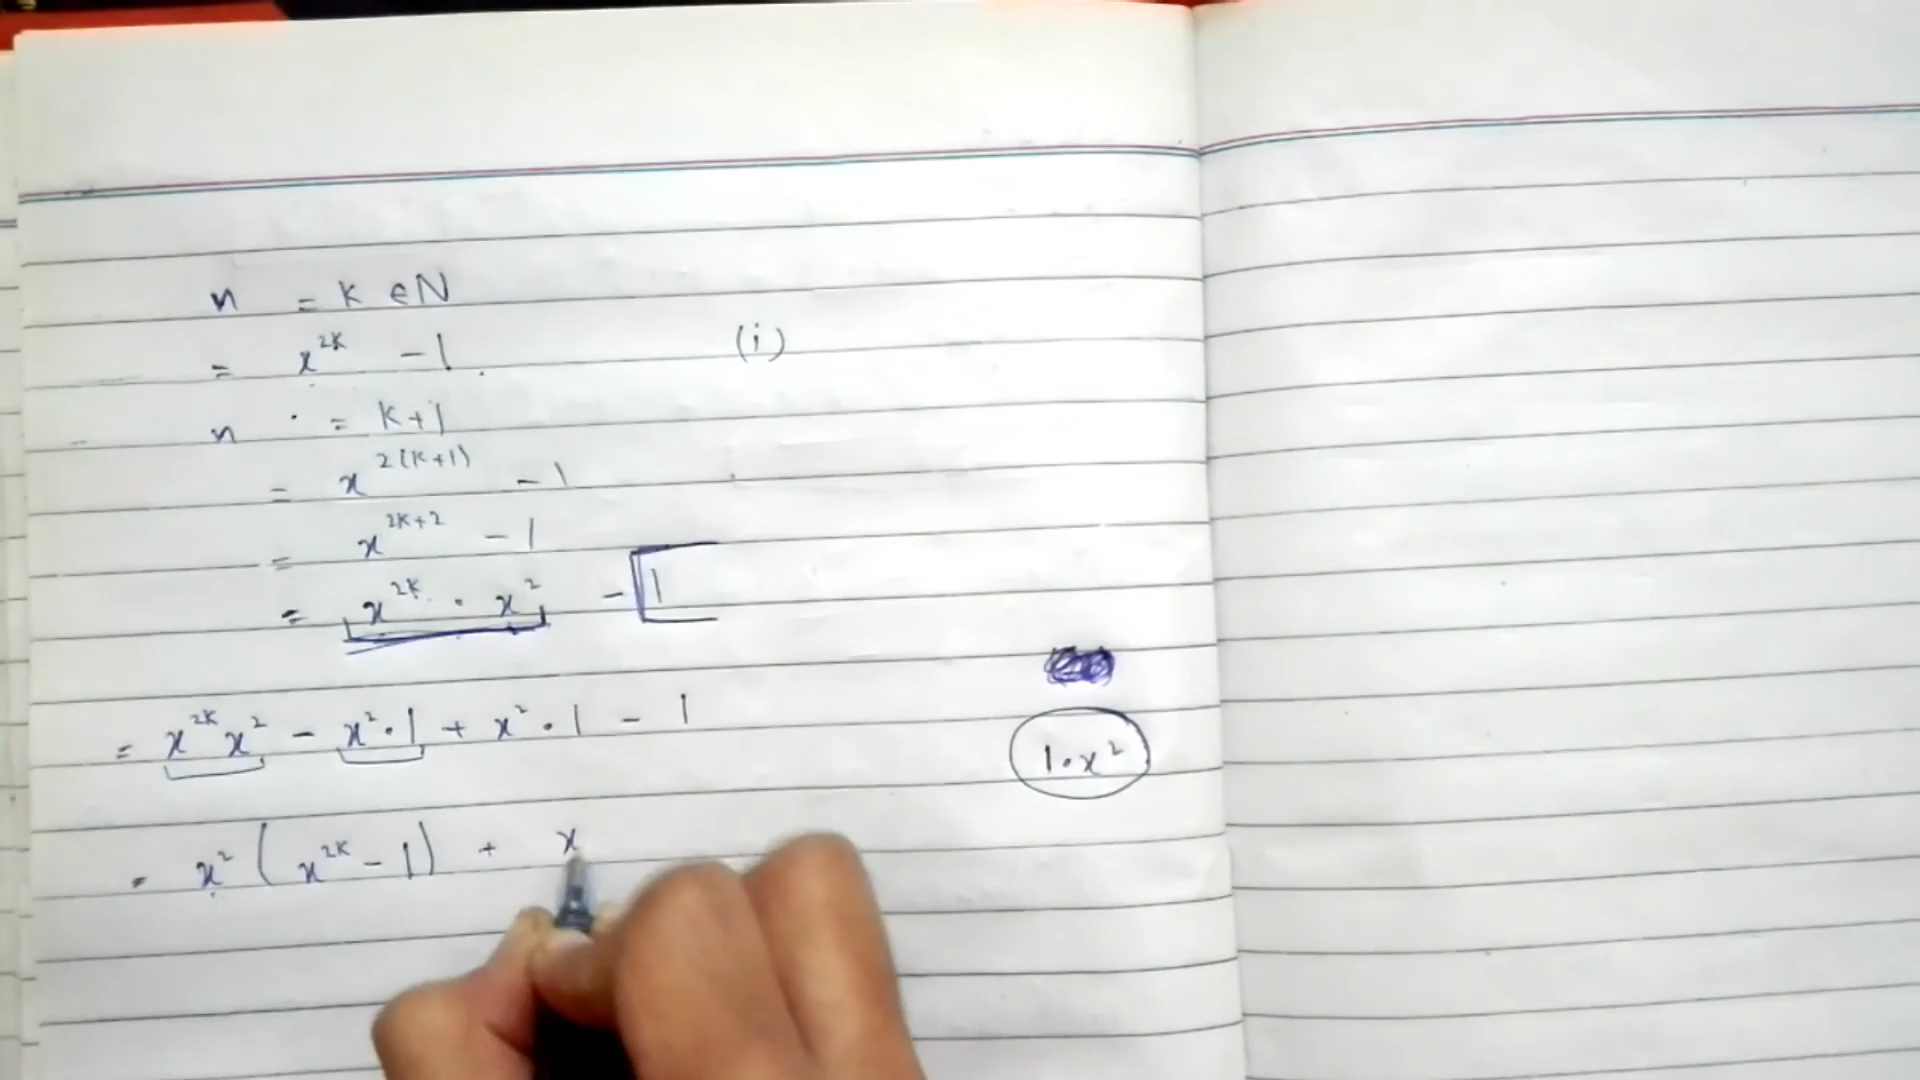 n = k ∈ N
= x^{2k} - 1 (i)
n = k+1
= x^{2(k+1)} - 1
= x^{2k+2} - 1
= x^{2k} · x^2 - 1
= x^{2k} x^2 - x^2 · 1 + x^2 · 1 - 1
1 · x^2
= x^2 ( x^{2k} - 1 ) + x